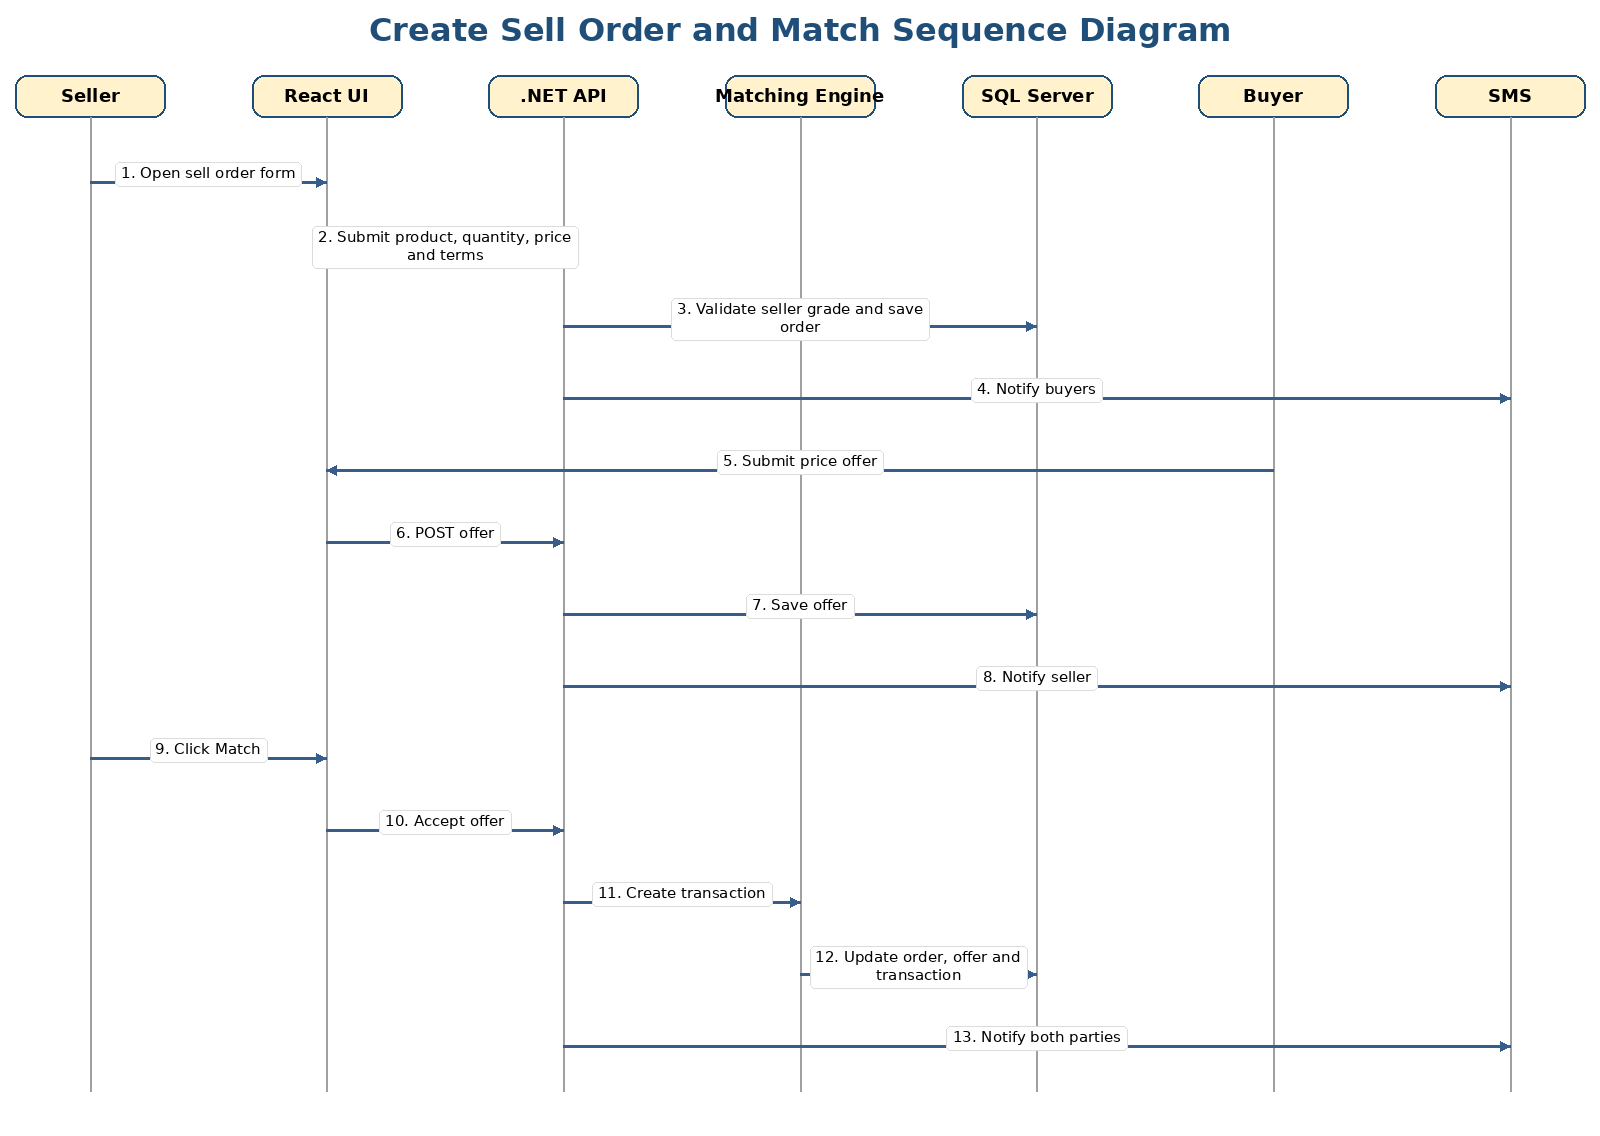 Create Sell Order and Match Sequence Diagram
Seller
React UI
.NET API
Matching Engine
SQL Server
Buyer
SMS
1. Open sell order form
2. Submit product, quantity, price
and terms
3. Validate seller grade and save
order
4. Notify buyers
5. Submit price offer
6. POST offer
7. Save offer
8. Notify seller
9. Click Match
10. Accept offer
11. Create transaction
12. Update order, offer and
transaction
13. Notify both parties